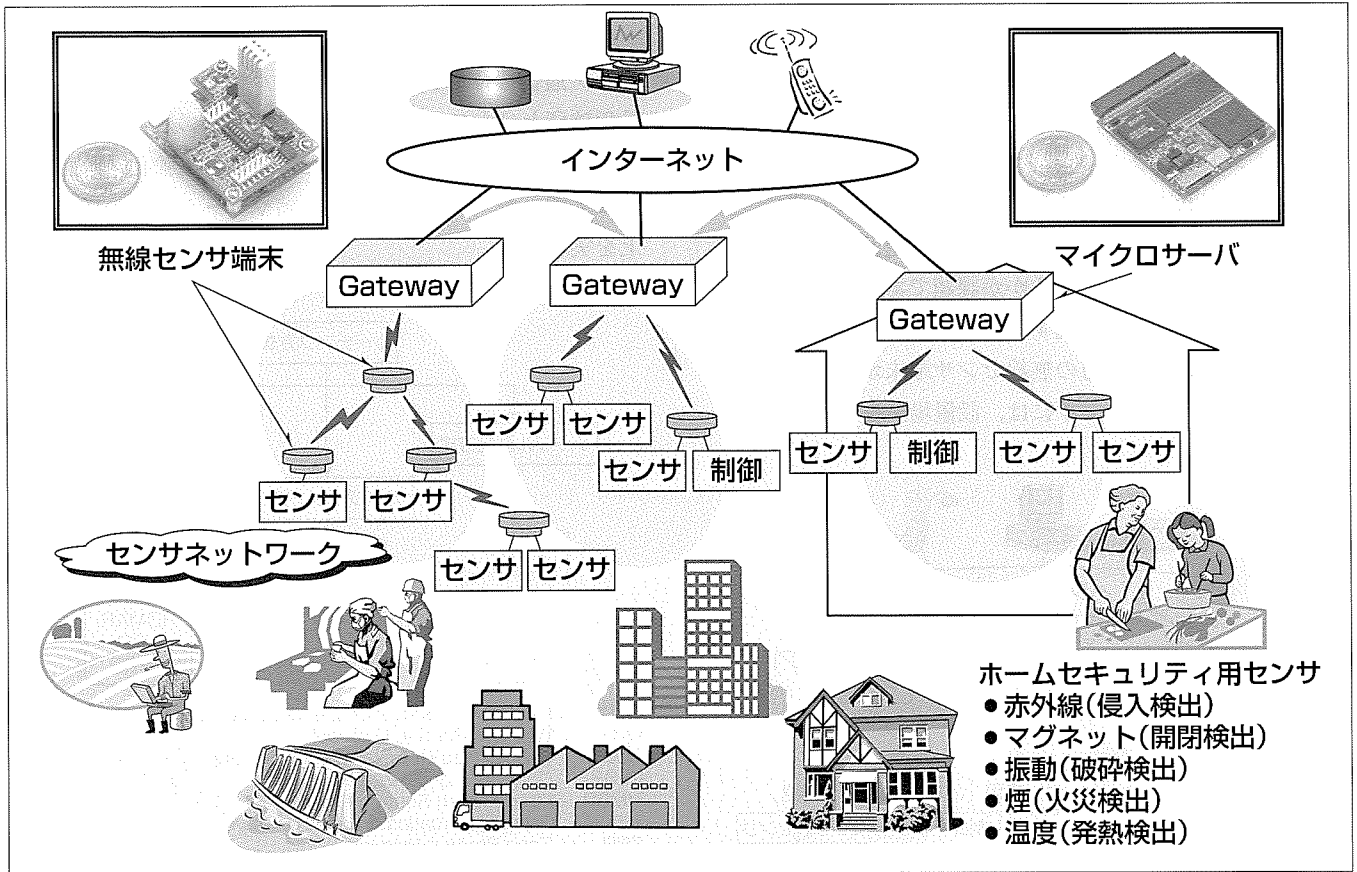 インターネット
無線センサ端末
マイクロサーバ
Gateway
Gateway
Gateway
センサ
センサ
センサ
制御
センサ
制御
センサ
センサ
センサ
センサ
センサ
センサ
センサネットワーク
ホームセキュリティ用センサ
●赤外線(侵入検出)
●マグネット(開閉検出)
●振動(破砕検出)
●煙(火災検出)
●温度(発熱検出)